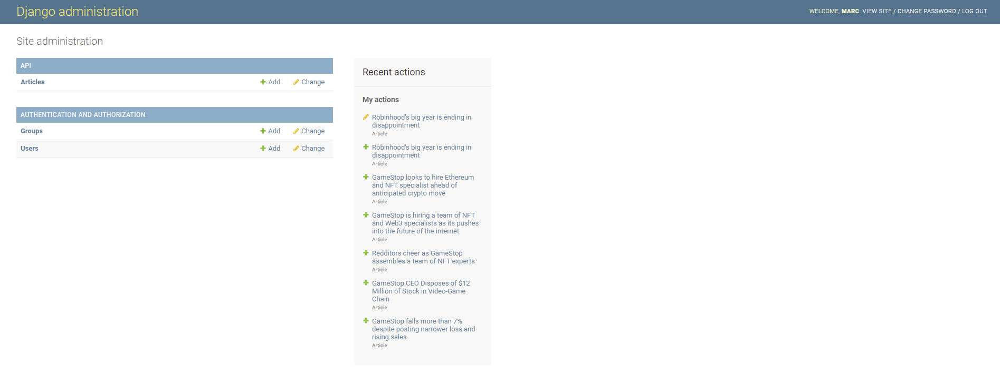 Django administration
WELCOME, MARC. VIEW SITE / CHANGE PASSWORD / LOG OUT
Site administration
API
Articles Add Change
AUTHENTICATION AND AUTHORIZATION
Groups Add Change
Users Add Change
Recent actions
My actions
Robinhood's big year is ending in
disappointment
Article
Robinhood's big year is ending in
disappointment
Article
GameStop looks to hire Ethereum
and NFT specialist ahead of
anticipated crypto move
Article
GameStop is hiring a team of NFT
and Web3 specialists as its pushes
into the future of the internet
Article
Redditors cheer as GameStop
assembles a team of NFT experts
Article
GameStop CEO Disposes of $12
Million of Stock in Video-Game
Chain
Article
GameStop falls more than 7%
despite posting narrower loss and
rising sales
Article